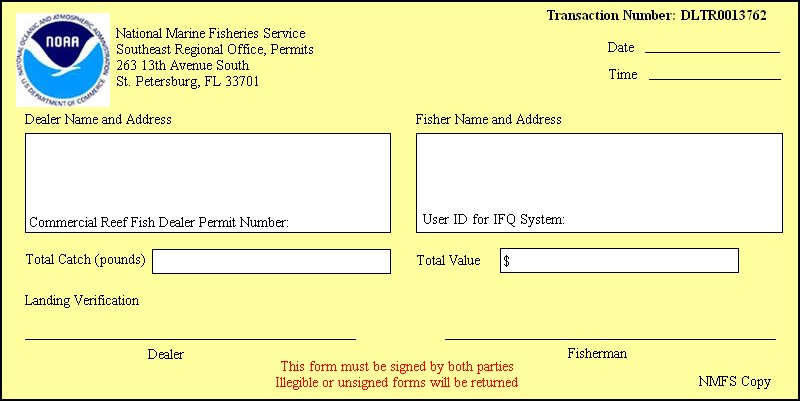 Transaction Number: DLTR0013762
NATIONAL OCEANIC AND ATMOSPHERIC ADMINISTRATION
NOAA
U.S. DEPARTMENT OF COMMERCE
National Marine Fisheries Service
Southeast Regional Office, Permits
263 13th Avenue South
St. Petersburg, FL 33701
Date
Time
Dealer Name and Address
Commercial Reef Fish Dealer Permit Number:
Fisher Name and Address
User ID for IFQ System:
Total Catch (pounds)
Total Value $
Landing Verification
Dealer
Fisherman
This form must be signed by both parties
Illegible or unsigned forms will be returned
NMFS Copy